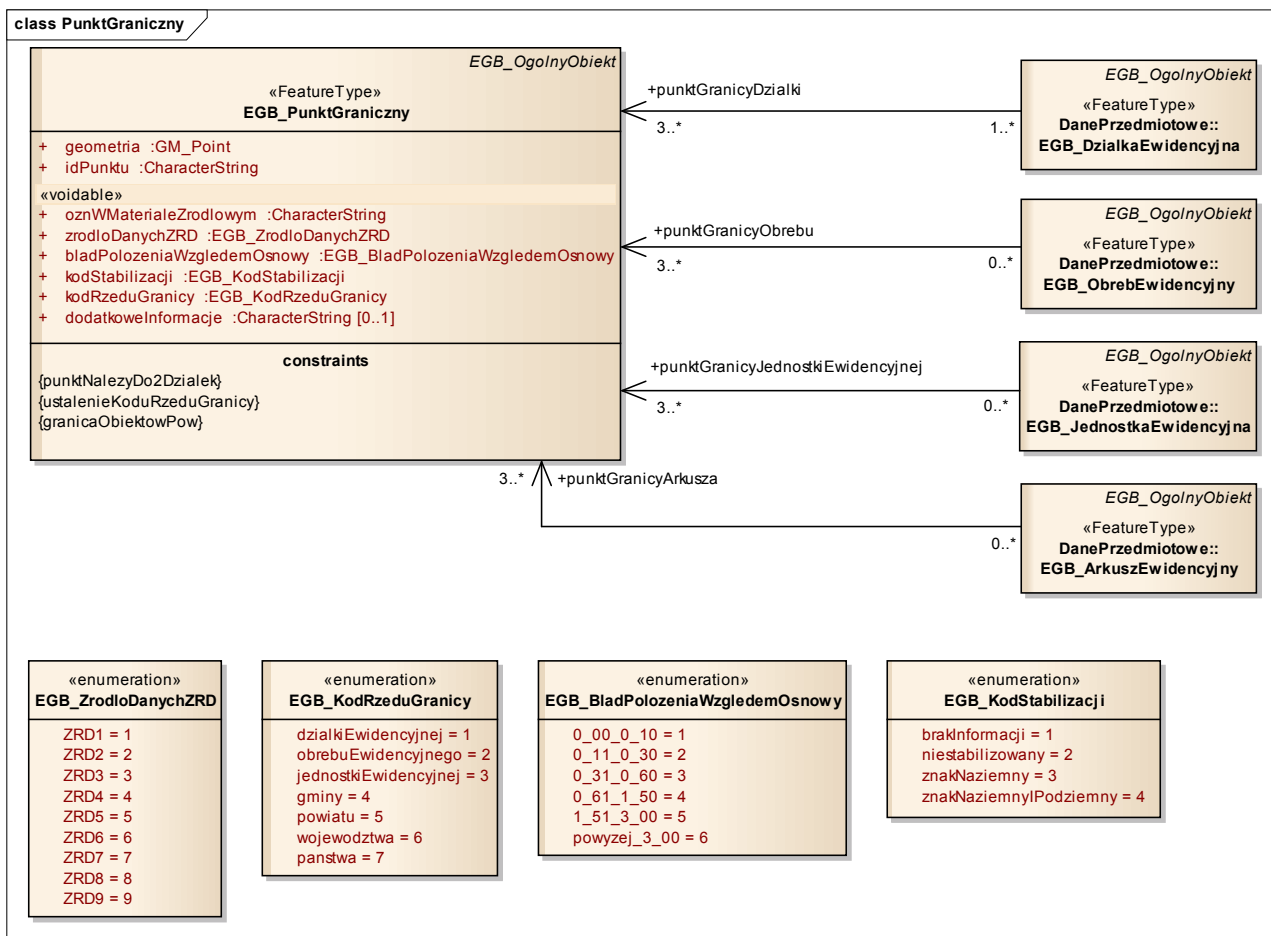 class PunktGraniczny
EGB_OgolnyObiekt
«FeatureType»
EGB_PunktGraniczny
+ geometria :GM_Point
+ idPunktu :CharacterString
«voidable»
+ oznWMaterialeZrodlowym :CharacterString
+ zrodloDanychZRD :EGB_ZrodloDanychZRD
+ bladPolozeniaWzgledemOsnowy :EGB_BladPolozeniaWzgledemOsnowy
+ kodStabilizacji :EGB_KodStabilizacji
+ kodRzeduGranicy :EGB_KodRzeduGranicy
+ dodatkoweInformacje :CharacterString [0..1]
constraints
{punktNalezyDo2Dzialek}
{ustalenieKoduRzeduGranicy}
{granicaObiektowPow}
+punktGranicyDzialki
3..*
1..*
EGB_OgolnyObiekt
«FeatureType»
DanePrzedmiotowe::
EGB_DzialkaEwidencyjna
+punktGranicyObrebu
3..*
0..*
EGB_OgolnyObiekt
«FeatureType»
DanePrzedmiotowe::
EGB_ObrebEwidencyjny
+punktGranicyJednostkiEwidencyjnej
3..*
0..*
EGB_OgolnyObiekt
«FeatureType»
DanePrzedmiotowe::
EGB_JednostkaEwidencyjna
3..*
+punktGranicyArkusza
0..*
EGB_OgolnyObiekt
«FeatureType»
DanePrzedmiotowe::
EGB_ArkuszEwidencyjny
«enumeration»
EGB_ZrodloDanychZRD
ZRD1 = 1
ZRD2 = 2
ZRD3 = 3
ZRD4 = 4
ZRD5 = 5
ZRD6 = 6
ZRD7 = 7
ZRD8 = 8
ZRD9 = 9
«enumeration»
EGB_KodRzeduGranicy
dzialkiEwidencyjnej = 1
obrebuEwidencyjnego = 2
jednostkiEwidencyjnej = 3
gminy = 4
powiatu = 5
wojewodztwa = 6
panstwa = 7
«enumeration»
EGB_BladPolozeniaWzgledemOsnowy
0_00_0_10 = 1
0_11_0_30 = 2
0_31_0_60 = 3
0_61_1_50 = 4
1_51_3_00 = 5
powyzej_3_00 = 6
«enumeration»
EGB_KodStabilizacji
brakInformacji = 1
niestabilizowany = 2
znakNaziemny = 3
znakNaziemnyIPodziemny = 4